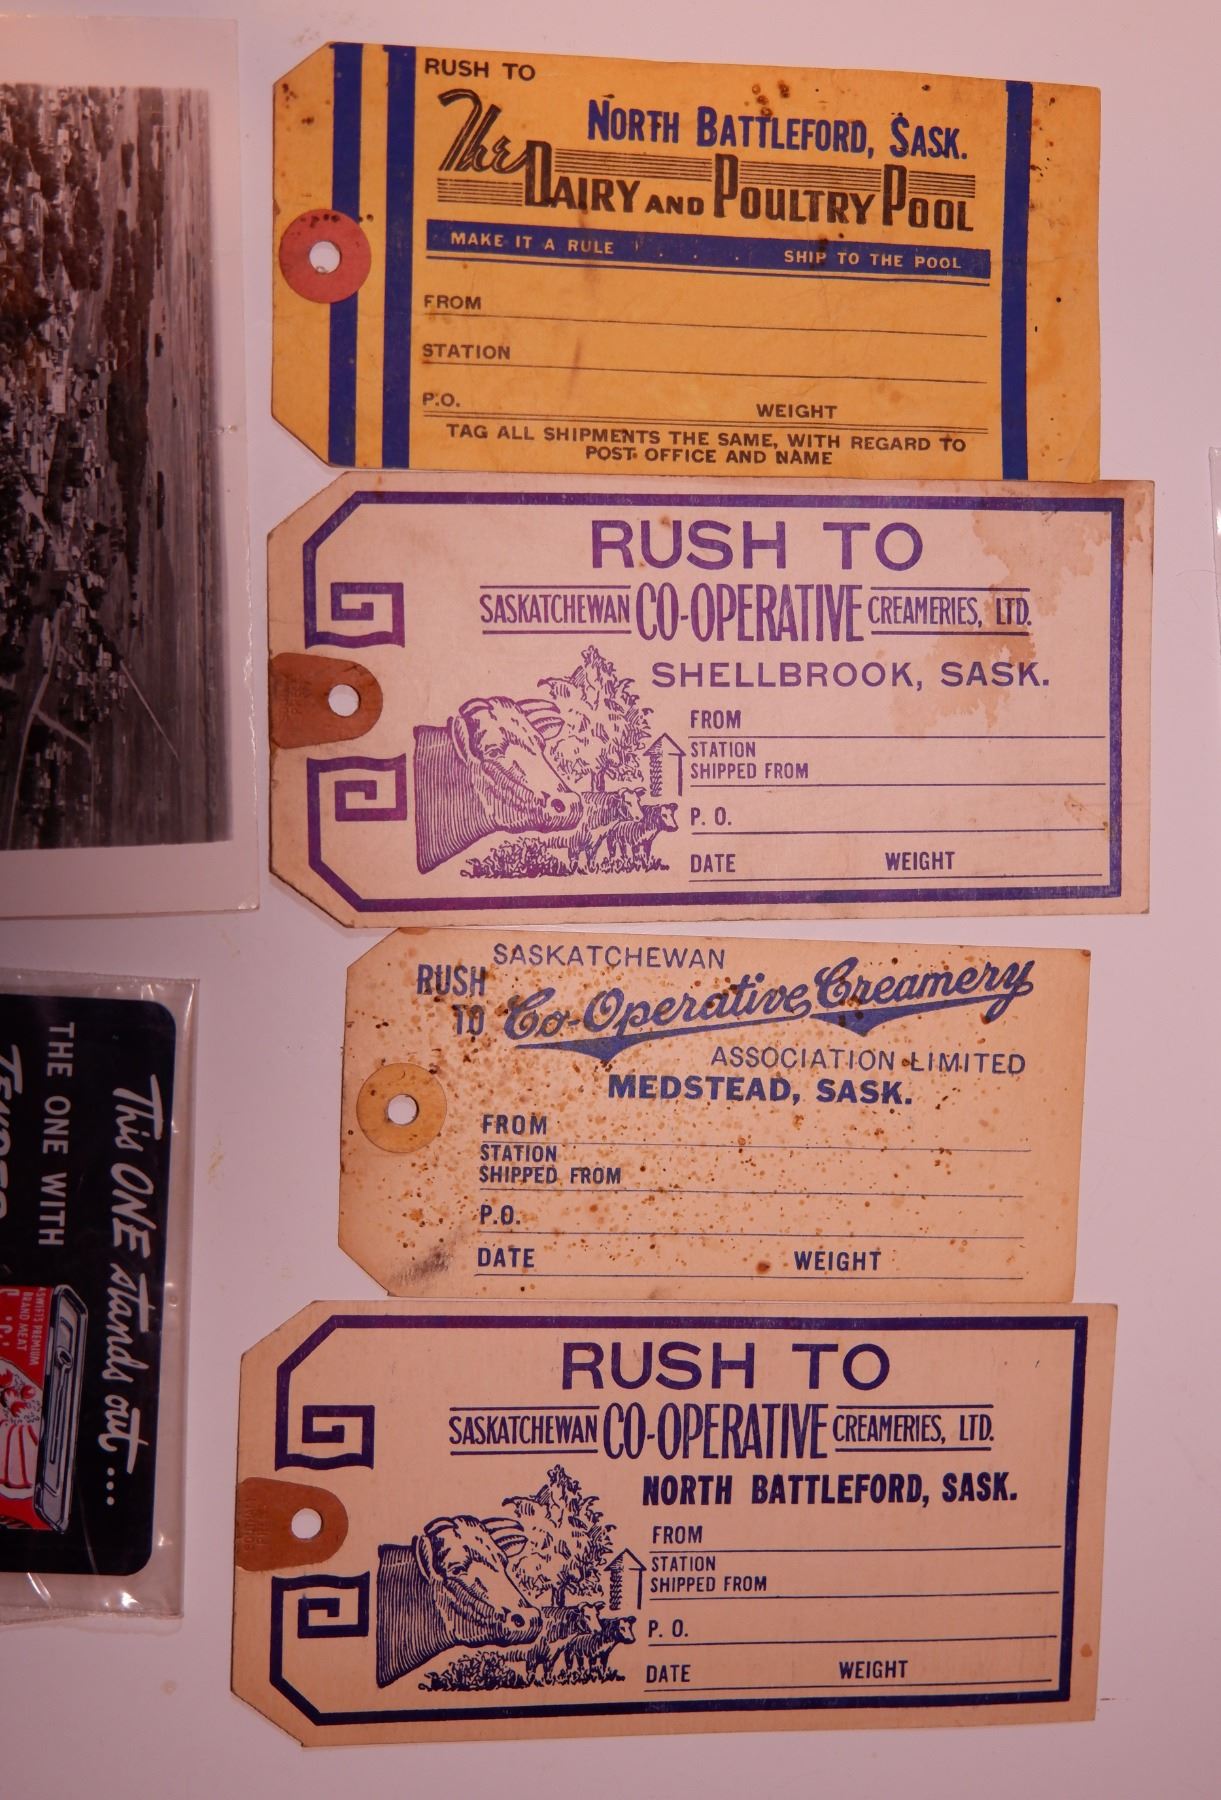 RUSH TO
NORTH BATTLEFORD, SASK.
The DAIRY AND POULTRY POOL
MAKE IT A RULE . . . . SHIP TO THE POOL
FROM
STATION
P.O. WEIGHT
TAG ALL SHIPMENTS THE SAME, WITH REGARD TO
POST OFFICE AND NAME
RUSH TO
SASKATCHEWAN CO-OPERATIVE CREAMERIES, LTD.
SHELLBROOK, SASK.
FROM
STATION
SHIPPED FROM
P. O.
DATE WEIGHT
SASKATCHEWAN
RUSH TO Co-Operative Creamery
ASSOCIATION LIMITED
MEDSTEAD, SASK.
FROM
STATION
SHIPPED FROM
P.O.
DATE WEIGHT
RUSH TO
SASKATCHEWAN CO-OPERATIVE CREAMERIES, LTD.
NORTH BATTLEFORD, SASK.
FROM
STATION
SHIPPED FROM
P. O.
DATE WEIGHT
This ONE stands out....
THE ONE WITH
SWIFT'S PREMIUM
BRAND MEAT